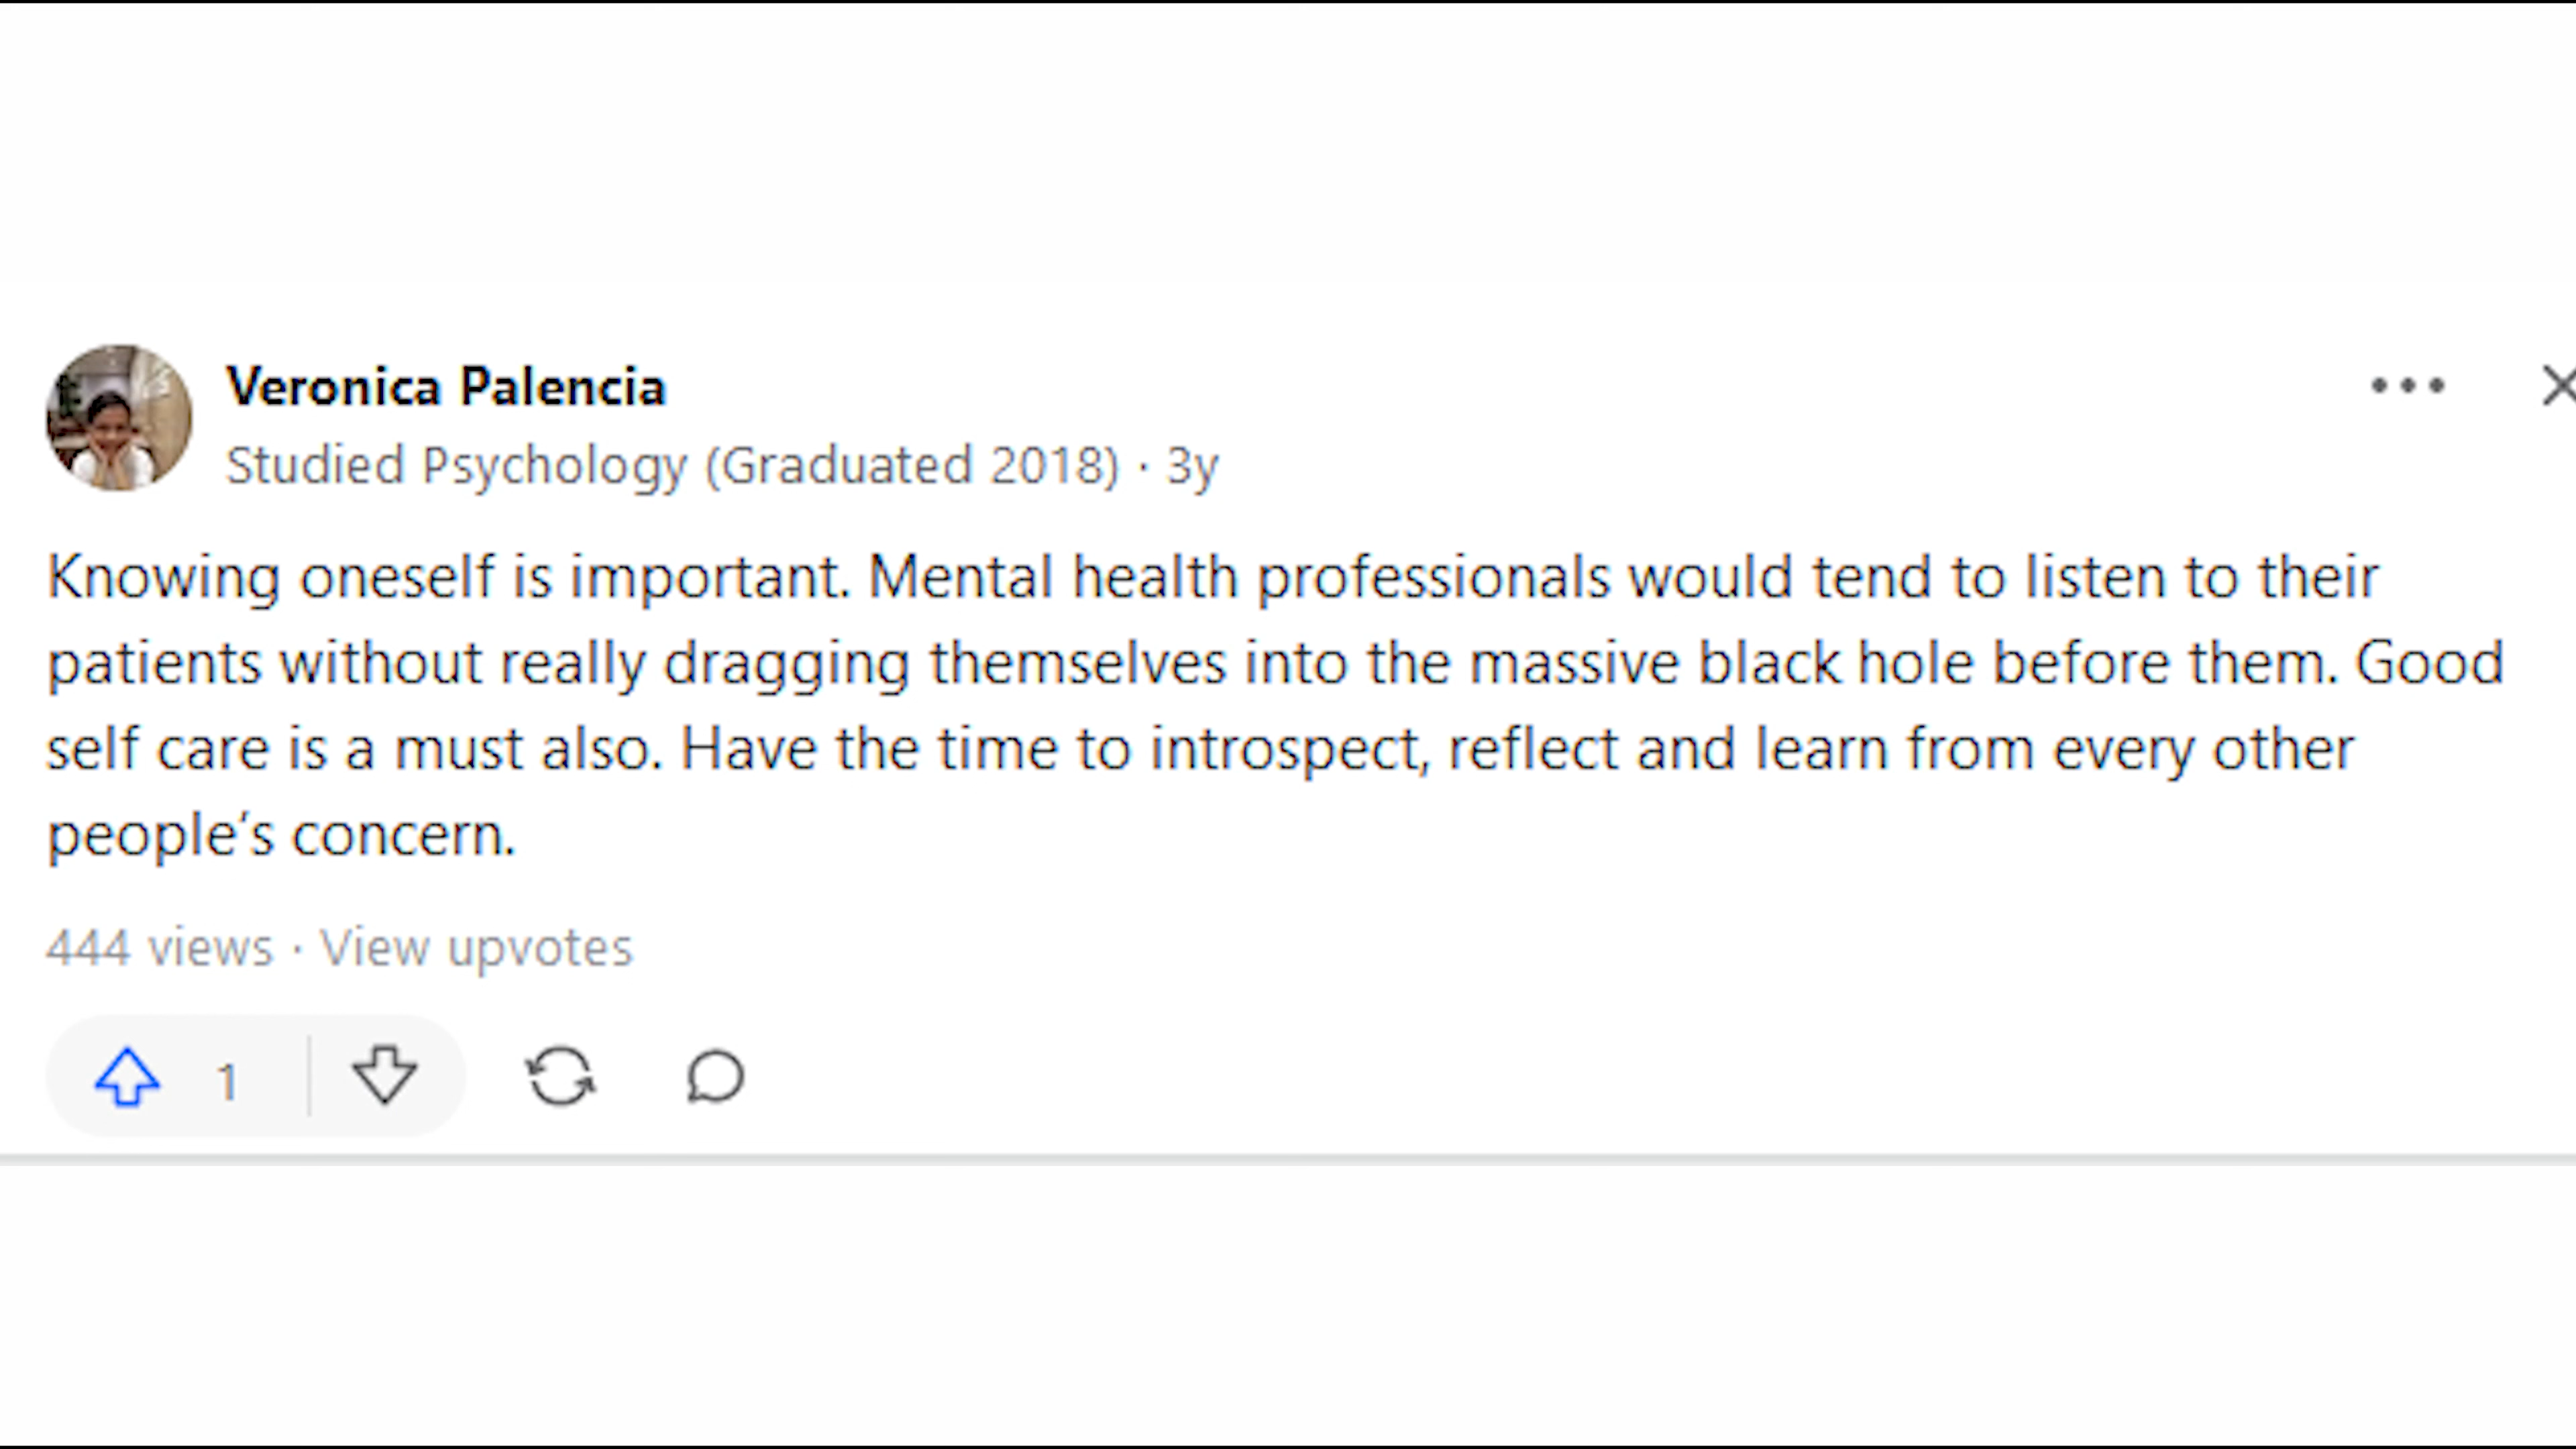 Veronica Palencia
Studied Psychology (Graduated 2018) · 3y
Knowing oneself is important. Mental health professionals would tend to listen to their
patients without really dragging themselves into the massive black hole before them. Good
self care is a must also. Have the time to introspect, reflect and learn from every other
people’s concern.
444 views · View upvotes
1